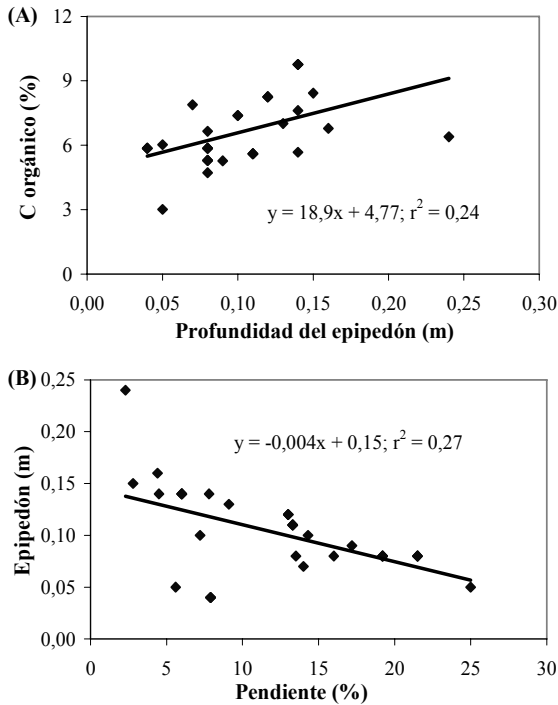 (A)
12
9
6
3
0
C orgánico (%)
y = 18,9x + 4,77; r² = 0,24
0,00 0,05 0,10 0,15 0,20 0,25 0,30
Profundidad del epipedón (m)
(B)
0,25
0,20
0,15
0,10
0,05
0,00
Epipedón (m)
y = -0,004x + 0,15; r² = 0,27
0 5 10 15 20 25 30
Pendiente (%)